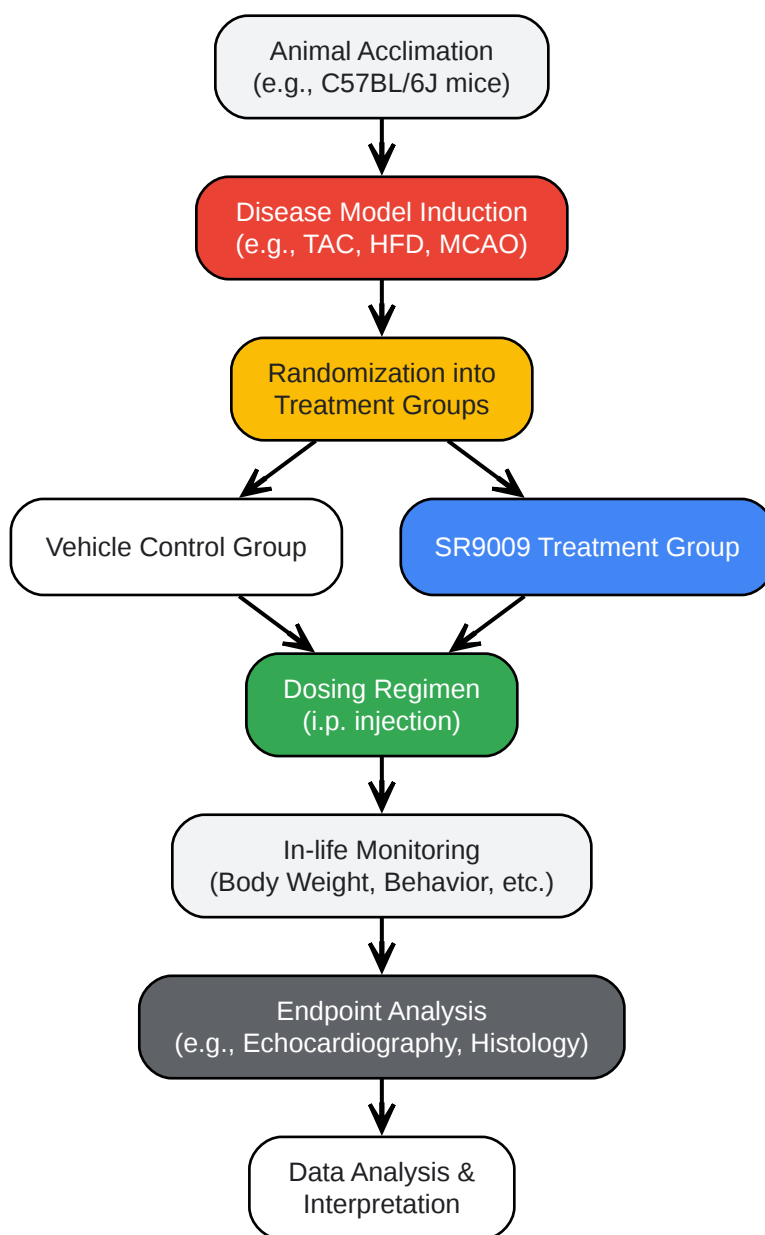 Animal Acclimation
(e.g., C57BL/6J mice)
Disease Model Induction
(e.g., TAC, HFD, MCAO)
Randomization into
Treatment Groups
Vehicle Control Group
SR9009 Treatment Group
Dosing Regimen
(i.p. injection)
In-life Monitoring
(Body Weight, Behavior, etc.)
Endpoint Analysis
(e.g., Echocardiography, Histology)
Data Analysis &
Interpretation